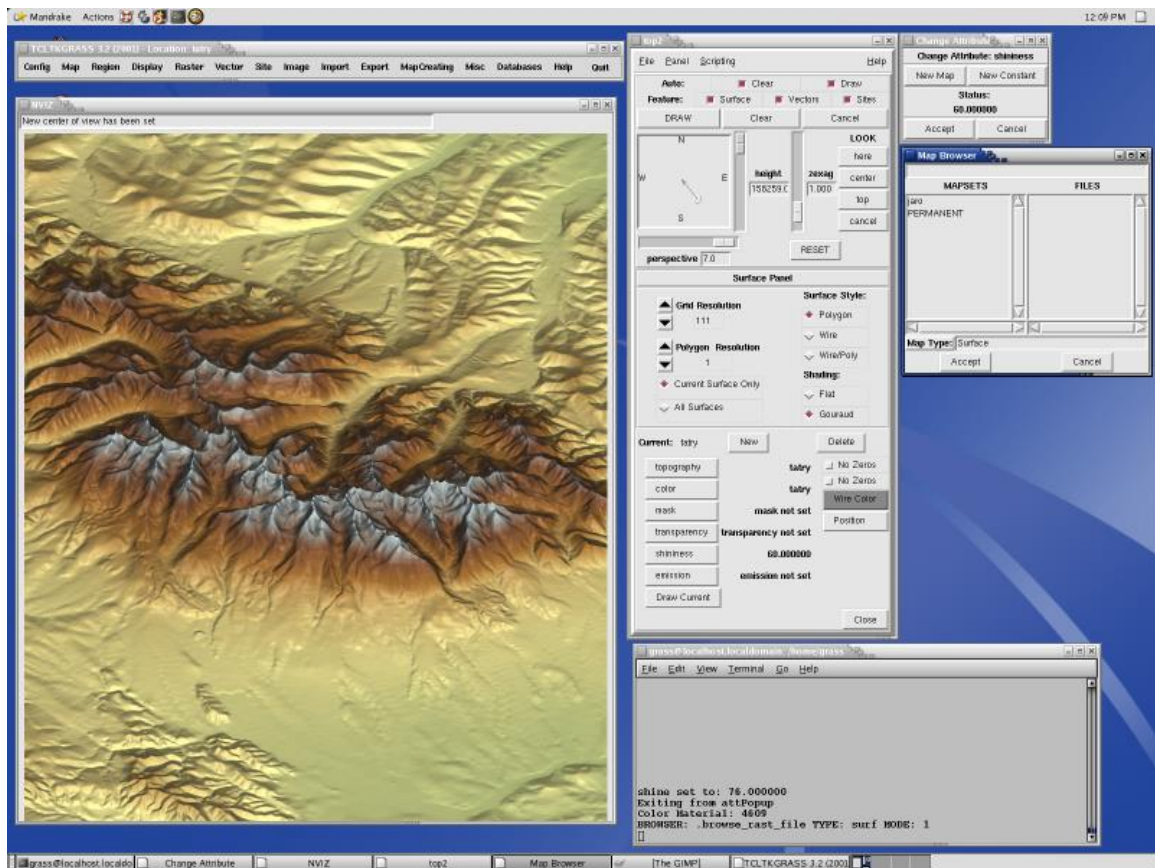 Mandrake Actions 12:09 PM
TCLTKGRASS 3.2 (2001) - Location: tatry
Config Map Region Display Raster Vector Site Image Import Export MapCreating Misc Databases Help Quit
NVIZ
New center of view has been set
top2
File Panel Scripting Help
Auto: Clear Draw
Feature: Surface Vectors Sites
DRAW Clear Cancel
N
W E
S
height
zexag
1.000
LOOK
here
center
top
cancel
RESET
perspective 7.0
Surface Panel
Grid Resolution
111
Polygon Resolution
1
Current Surface Only
All Surfaces
Surface Style:
Polygon
Wire
Wire/Poly
Shading:
Flat
Gouraud
Current: tatry New Delete
topography tatry No Zeros
color tatry No Zeros
mask mask not set Wire Color
transparency transparency not set Position
shininess 60.000000
emission emission not set
Draw Current
Close
Change Attribute
Change Attribute: shininess
New Map New Constant
Status:
60.000000
Accept Cancel
Map Browser
MAPSETS FILES
jaro
PERMANENT
Map Type: Surface
Accept Cancel
grass@localhost.localdomain: /home/grass
File Edit View Terminal Go Help
shine set to: 76.000000
Exiting from attPopup
Color Material: 4609
BROWSER: .browse_rast_file TYPE: surf MODE: 1
grass@localhost.localdo Change Attribute NVIZ top2 Map Browser [The GIMP] TCLTKGRASS 3.2 (2001)